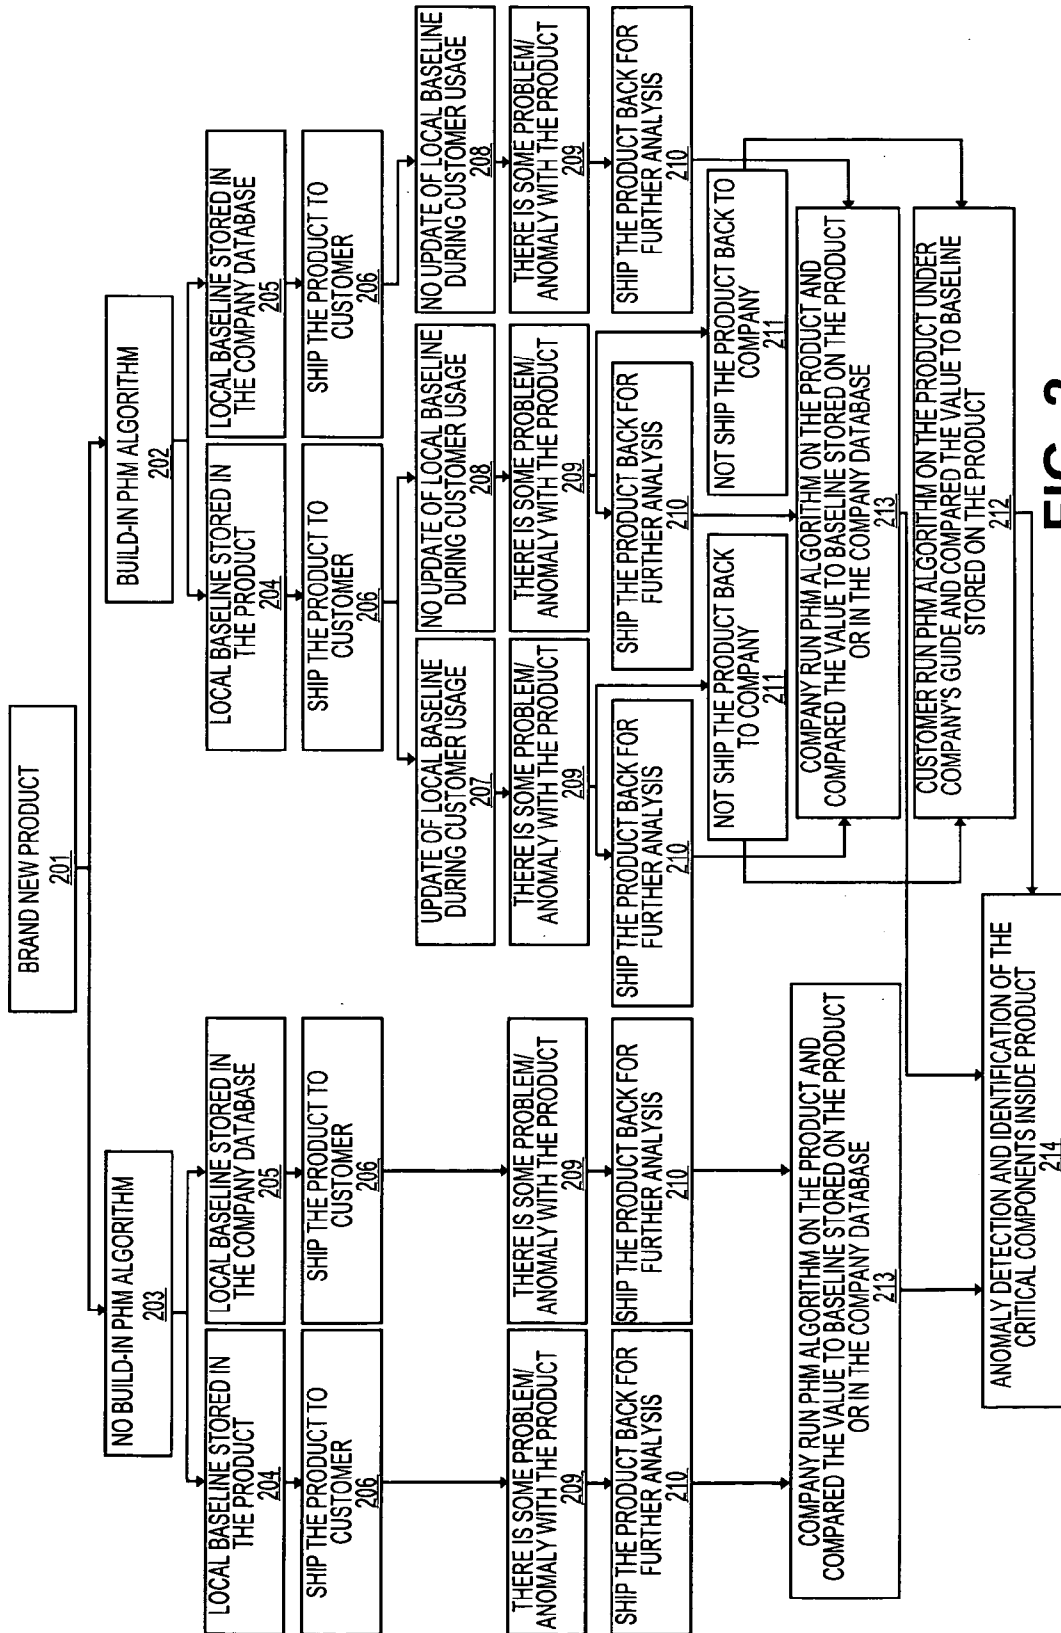 BRAND NEW PRODUCT
201
NO BUILD-IN PHM ALGORITHM
203
BUILD-IN PHM ALGORITHM
202
LOCAL BASELINE STORED IN
THE PRODUCT
204
LOCAL BASELINE STORED IN
THE COMPANY DATABASE
205
LOCAL BASELINE STORED IN
THE PRODUCT
204
LOCAL BASELINE STORED IN
THE COMPANY DATABASE
205
SHIP THE PRODUCT TO
CUSTOMER
206
SHIP THE PRODUCT TO
CUSTOMER
206
SHIP THE PRODUCT TO
CUSTOMER
206
SHIP THE PRODUCT TO
CUSTOMER
206
UPDATE OF LOCAL BASELINE
DURING CUSTOMER USAGE
207
NO UPDATE OF LOCAL BASELINE
DURING CUSTOMER USAGE
208
NO UPDATE OF LOCAL BASELINE
DURING CUSTOMER USAGE
208
THERE IS SOME PROBLEM/
ANOMALY WITH THE PRODUCT
209
THERE IS SOME PROBLEM/
ANOMALY WITH THE PRODUCT
209
THERE IS SOME PROBLEM/
ANOMALY WITH THE PRODUCT
209
THERE IS SOME PROBLEM/
ANOMALY WITH THE PRODUCT
209
THERE IS SOME PROBLEM/
ANOMALY WITH THE PRODUCT
209
SHIP THE PRODUCT BACK FOR
FURTHER ANALYSIS
210
SHIP THE PRODUCT BACK FOR
FURTHER ANALYSIS
210
SHIP THE PRODUCT BACK FOR
FURTHER ANALYSIS
210
SHIP THE PRODUCT BACK FOR
FURTHER ANALYSIS
210
SHIP THE PRODUCT BACK FOR
FURTHER ANALYSIS
210
NOT SHIP THE PRODUCT BACK
TO COMPANY
211
NOT SHIP THE PRODUCT BACK TO
COMPANY
211
COMPANY RUN PHM ALGORITHM ON THE PRODUCT AND
COMPARED THE VALUE TO BASELINE STORED ON THE PRODUCT
OR IN THE COMPANY DATABASE
213
COMPANY RUN PHM ALGORITHM ON THE PRODUCT AND
COMPARED THE VALUE TO BASELINE STORED ON THE PRODUCT
OR IN THE COMPANY DATABASE
213
CUSTOMER RUN PHM ALGORITHM ON THE PRODUCT UNDER
COMPANY'S GUIDE AND COMPARED THE VALUE TO BASELINE
STORED ON THE PRODUCT
212
ANOMALY DETECTION AND IDENTIFICATION OF THE
CRITICAL COMPONENTS INSIDE PRODUCT
214